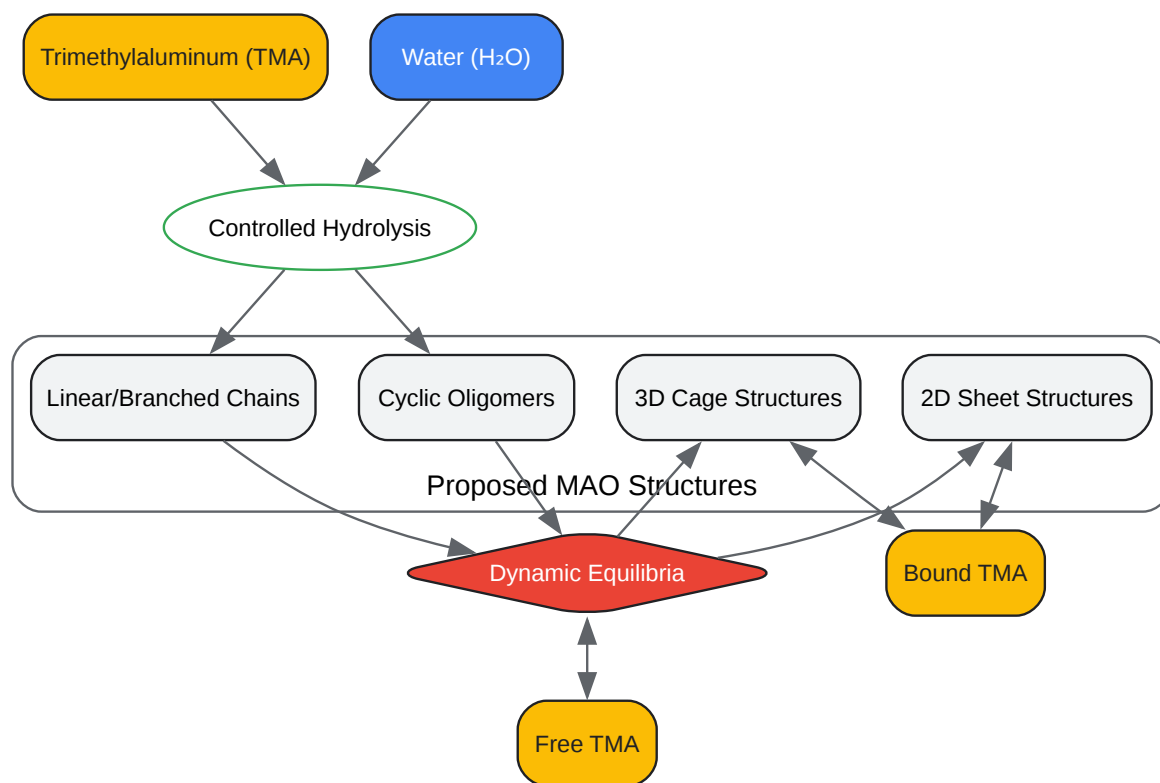 Trimethylaluminum (TMA)
Water (H₂O)
Controlled Hydrolysis
Linear/Branched Chains
Cyclic Oligomers
3D Cage Structures
2D Sheet Structures
Proposed MAO Structures
Dynamic Equilibria
Bound TMA
Free TMA